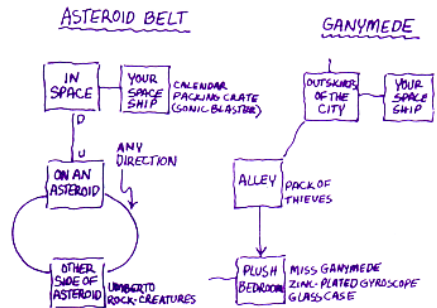 ASTEROID BELT
IN
SPACE
YOUR
SPACE
SHIP
CALENDAR
PACKING CRATE
(SONIC BLASTER)
D
U
ANY
DIRECTION
ON AN
ASTEROID
OTHER
SIDE OF
ASTEROID
UMBERTO
ROCK-CREATURES
GANYMEDE
OUTSKIRTS
OF THE
CITY
YOUR
SPACE
SHIP
ALLEY
PACK OF
THIEVES
PLUSH
BEDROOM
MISS GANYMEDE
ZINC-PLATED GYROSCOPE
GLASS CASE